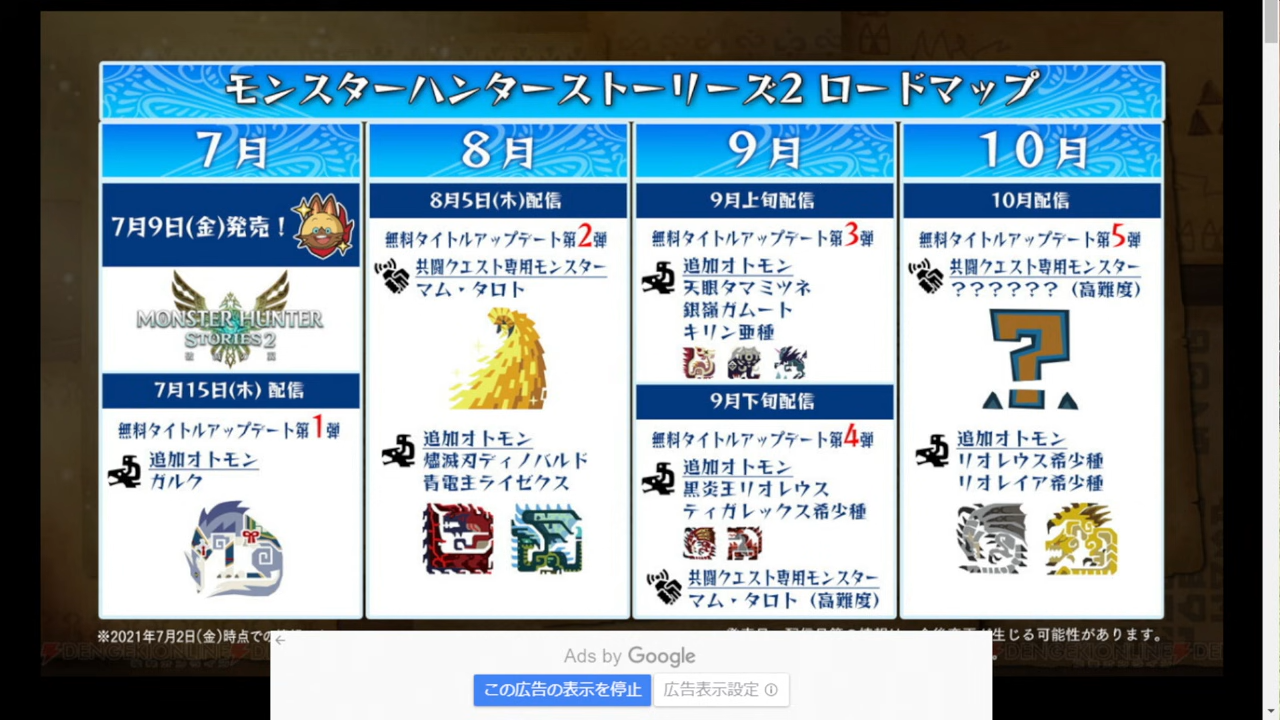 モンスターハンターストーリーズ2 ロードマップ
7月
7月9日(金)発売！
MONSTER HUNTER
STORIES 2
7月15日(木) 配信
無料タイトルアップデート第1弾
追加オトモン
ガルク
8月
8月5日(木)配信
無料タイトルアップデート第2弾
共闘クエスト専用モンスター
マム・タロト
追加オトモン
燼滅刃ディノバルド
青電主ライゼクス
9月
9月上旬配信
無料タイトルアップデート第3弾
追加オトモン
天眼タマミツネ
銀嶺ガムート
キリン亜種
9月下旬配信
無料タイトルアップデート第4弾
追加オトモン
黒炎王リオレウス
ティガレックス希少種
共闘クエスト専用モンスター
マム・タロト（高難度）
10月
10月配信
無料タイトルアップデート第5弾
共闘クエスト専用モンスター
？？？？？？（高難度）
?
追加オトモン
リオレウス希少種
リオレイア希少種
※2021年7月2日(金)時点での
生じる可能性があります。
DENGEKIONLINE
DENGEKIONLINE
Ads by Google
この広告の表示を停止
広告表示設定